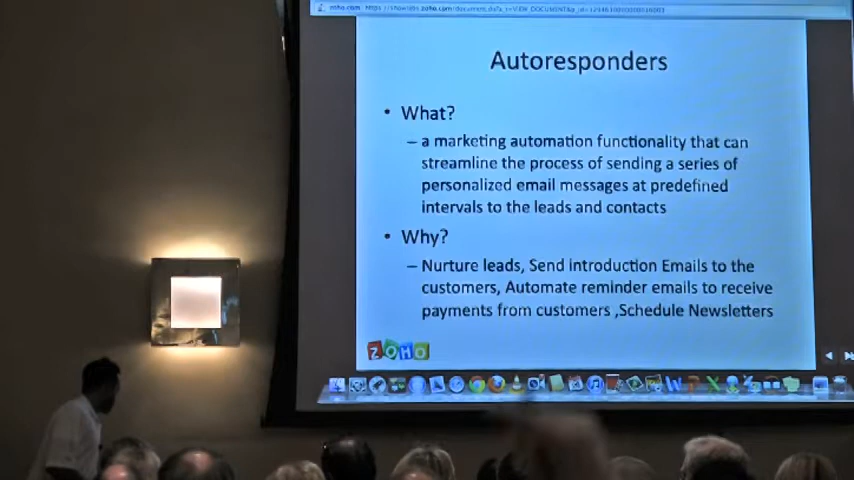 Autoresponders
• What?
– a marketing automation functionality that can
streamline the process of sending a series of
personalized email messages at predefined
intervals to the leads and contacts
• Why?
– Nurture leads, Send introduction Emails to the
customers, Automate reminder emails to receive
payments from customers ,Schedule Newsletters
ZOHO